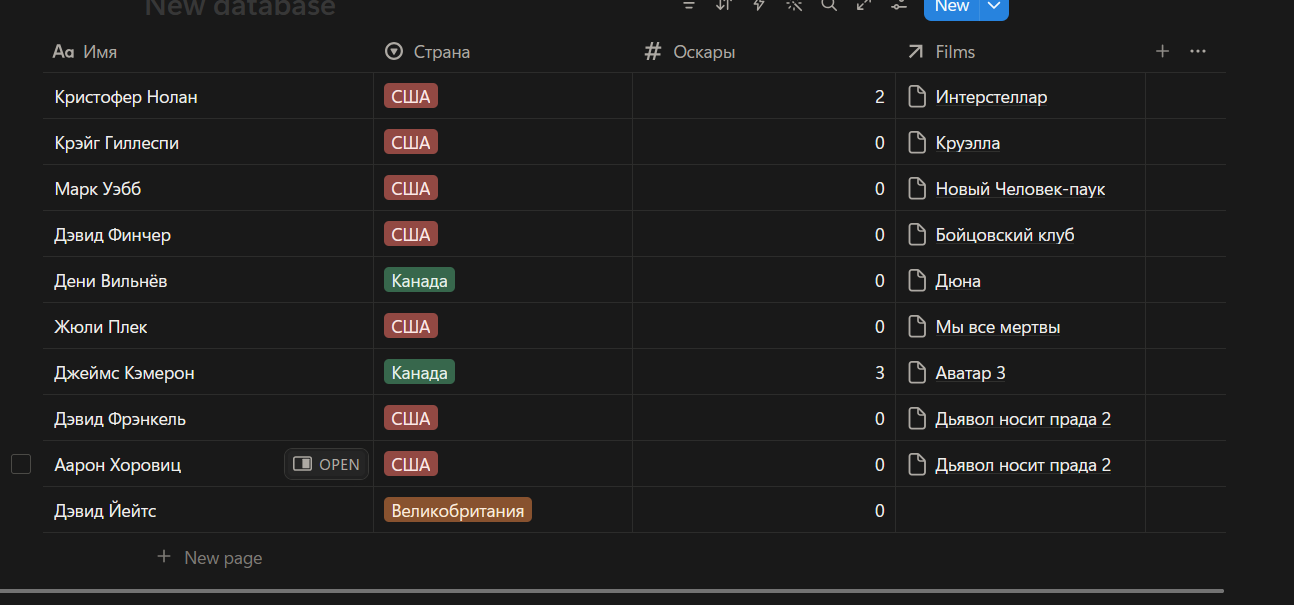 New database
New
Aa Имя Страна # Оскары Films
Кристофер Нолан США 2 Интерстеллар
Крэйг Гиллеспи США 0 Круэлла
Марк Уэбб США 0 Новый Человек-паук
Дэвид Финчер США 0 Бойцовский клуб
Дени Вильнёв Канада 0 Дюна
Жюли Плек США 0 Мы все мертвы
Джеймс Кэмерон Канада 3 Аватар 3
Дэвид Фрэнкель США 0 Дьявол носит прада 2
Аарон Хоровиц OPEN США 0 Дьявол носит прада 2
Дэвид Йейтс Великобритания 0
New page